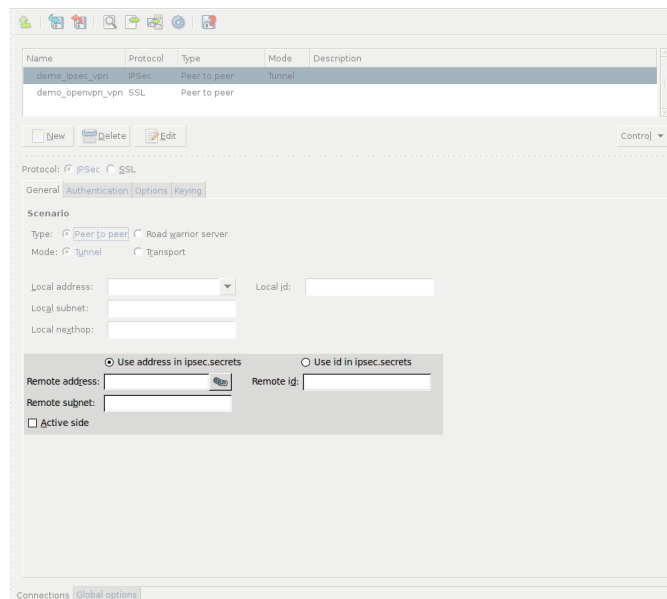 Name Protocol Type Mode Description
demo_ipsec_vpn IPSec Peer to peer Tunnel
demo_openvpn_vpn SSL Peer to peer
New Delete Edit Control
Protocol: IPSec SSL
General Authentication Options Keying
Scenario
Type: Peer to peer Road warrior server
Mode: Tunnel Transport
Local address: Local id:
Local subnet:
Local nexthop:
Use address in ipsec.secrets Use id in ipsec.secrets
Remote address: Remote id:
Remote subnet:
Active side
Connections Global options